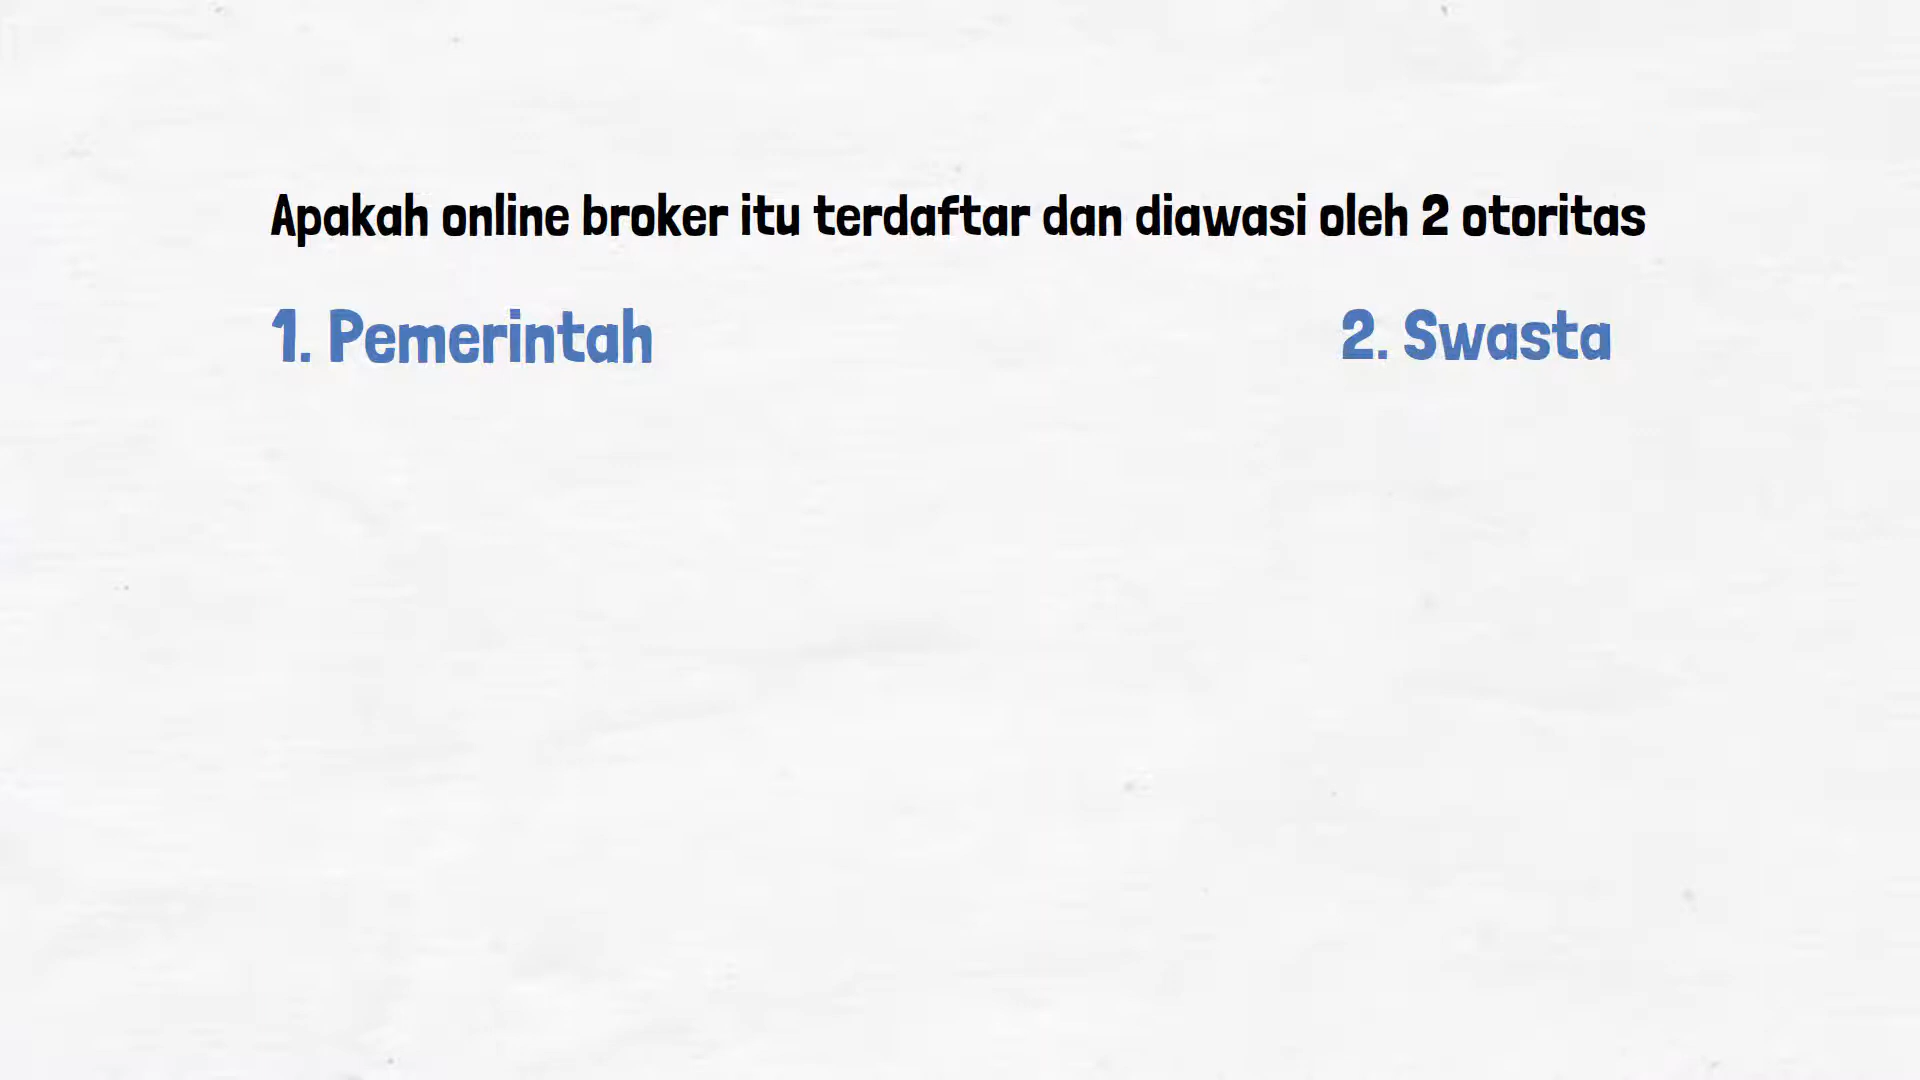 Apakah online broker itu terdaftar dan diawasi oleh 2 otoritas
1. Pemerintah
2. Swasta